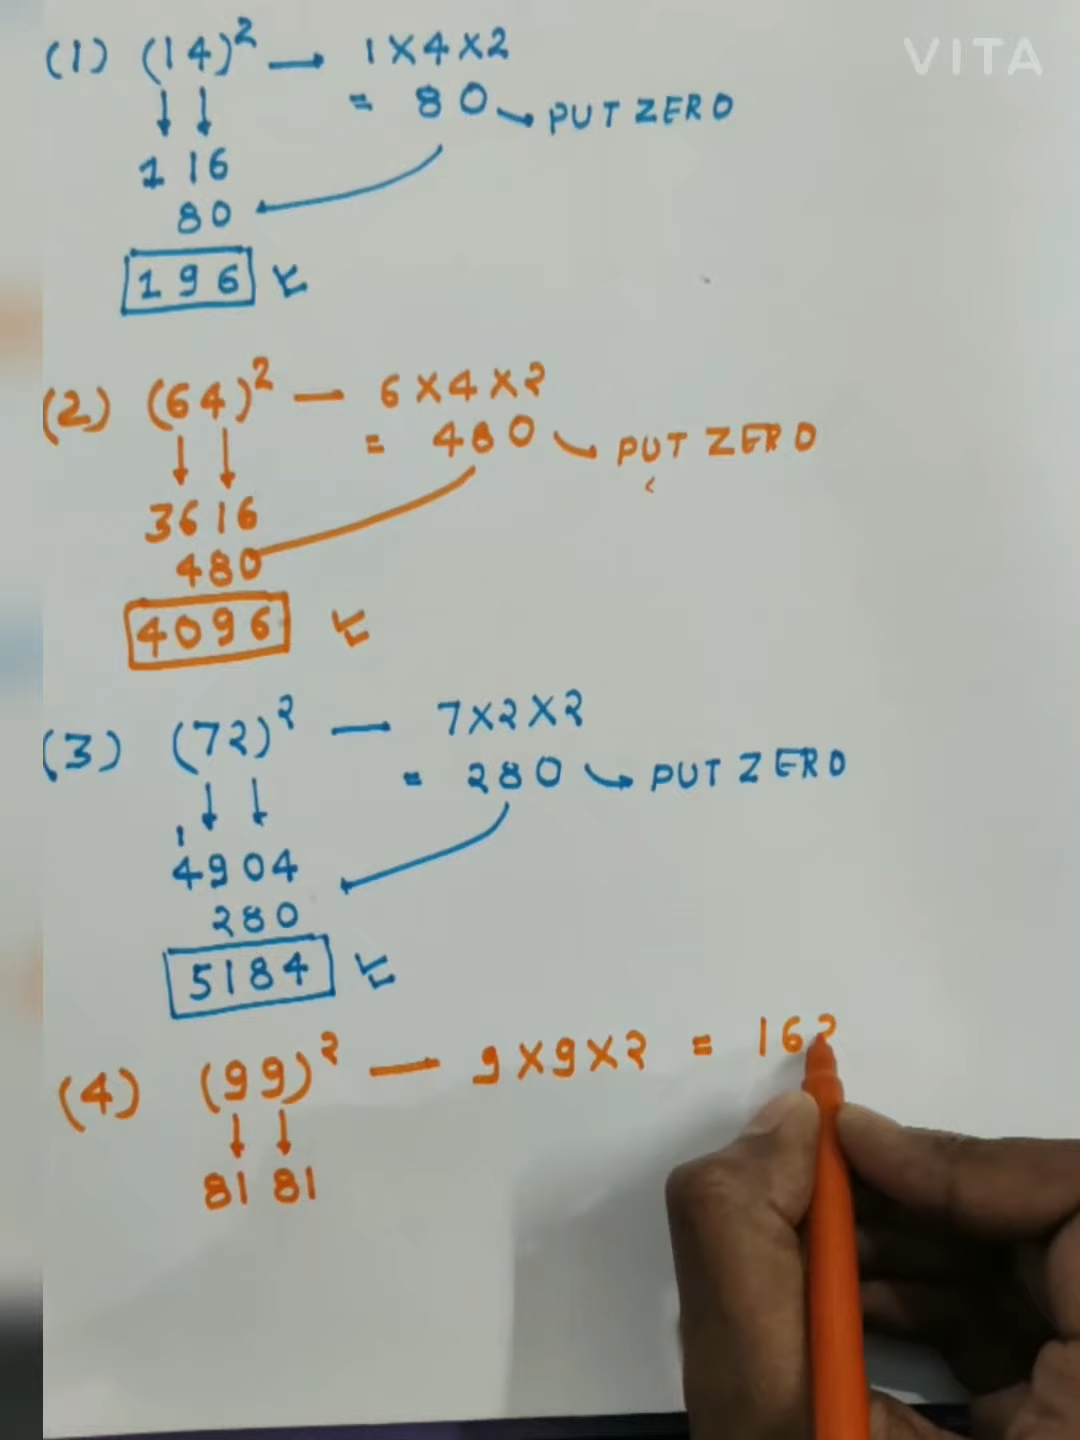 VITA
(1) (14)² → 1×4×2
= 80 → PUT ZERO
1 16
80
196
(2) (64)² — 6×4×2
= 480 → PUT ZERO
3616
480
4096
(3) (72)² — 7×2×2
= 280 → PUT ZERO
1
4904
280
5184
(4) (99)² — 9×9×2 = 162
81 81